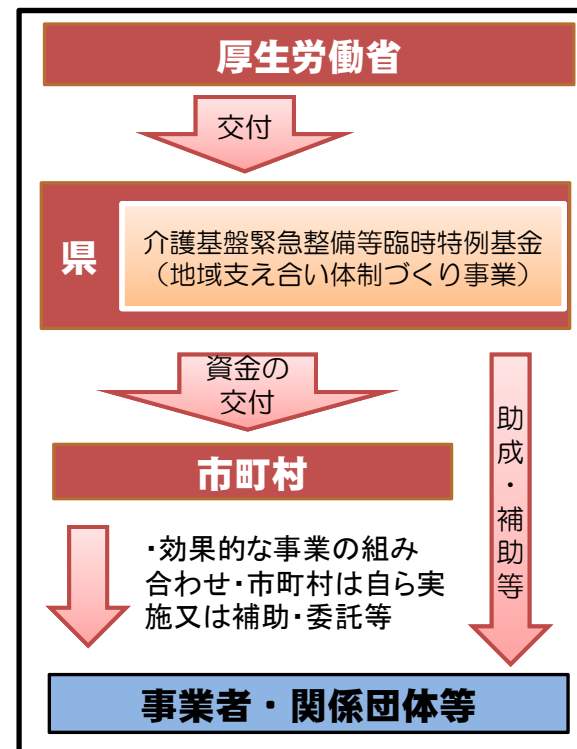 厚生労働省
交付
県
介護基盤緊急整備等臨時特例基金
（地域支え合い体制づくり事業）
資金の
交付
助成・補助等
市町村
・効果的な事業の組み
合わせ・市町村は自ら実
施又は補助・委託等
事業者・関係団体等